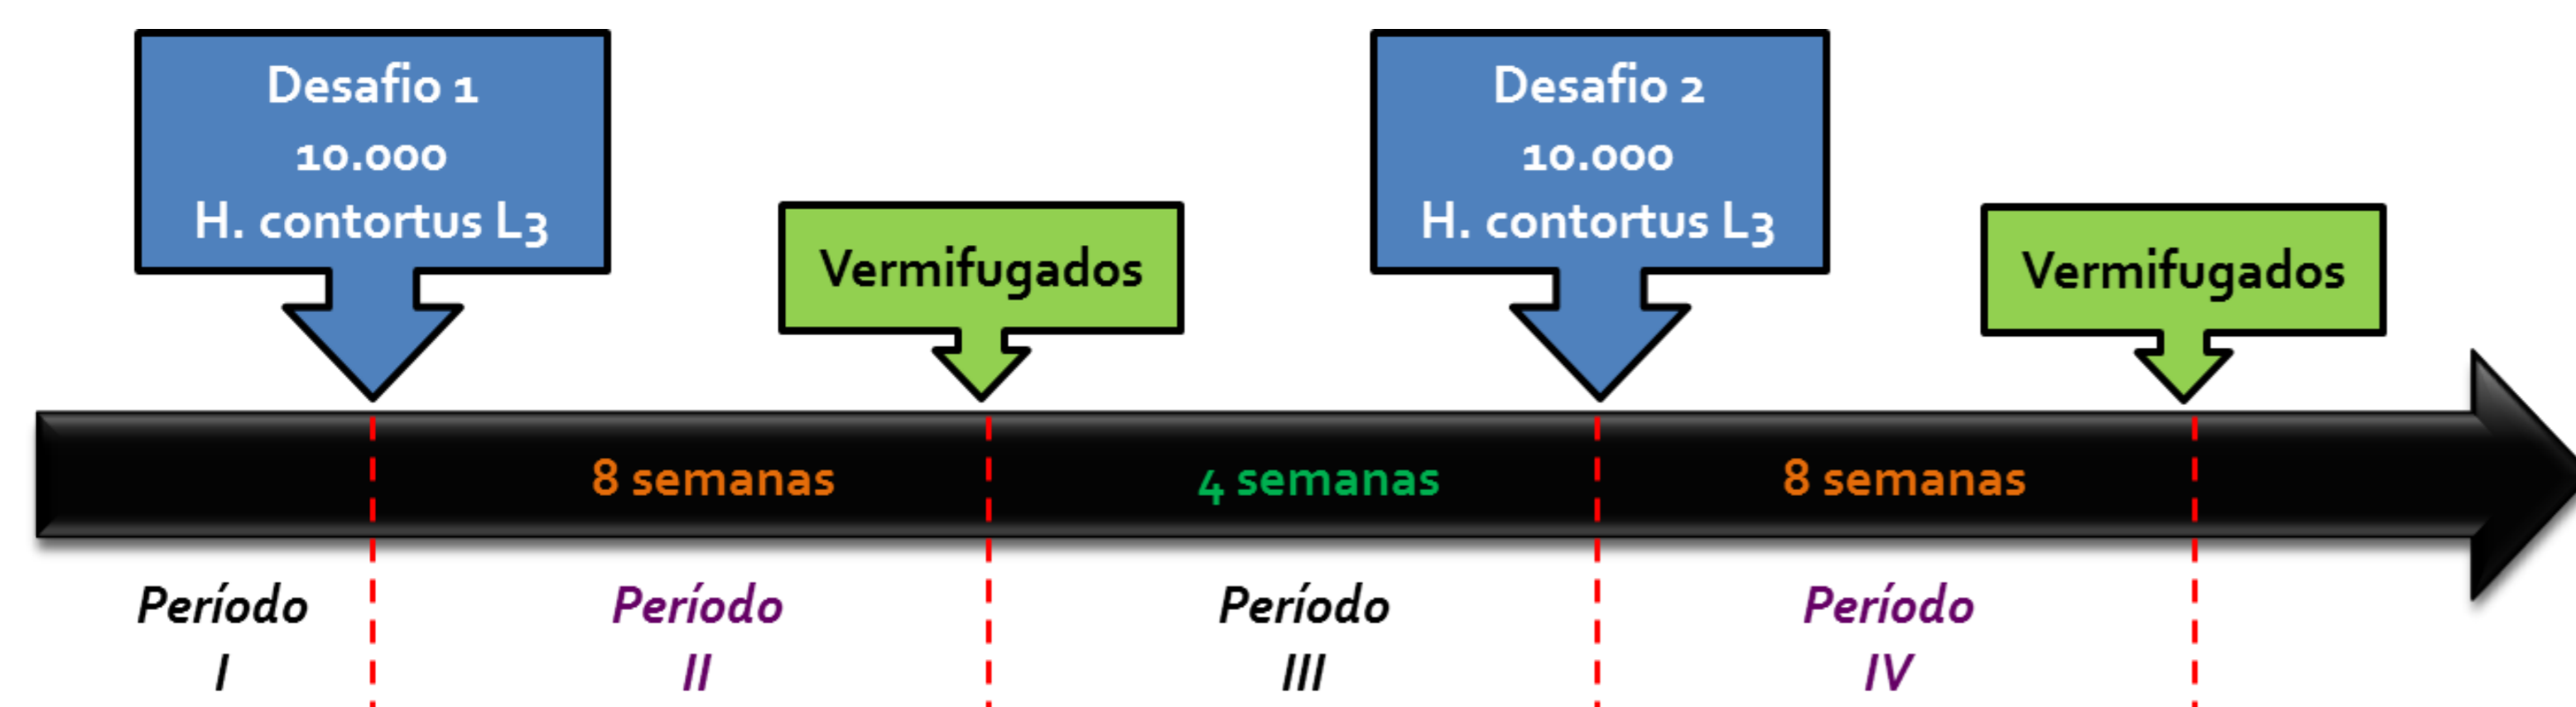 Desafio 1
10.000
H. contortus L3
Vermifugados
Desafio 2
10.000
H. contortus L3
Vermifugados
8 semanas
4 semanas
8 semanas
Período
I
Período
II
Período
III
Período
IV